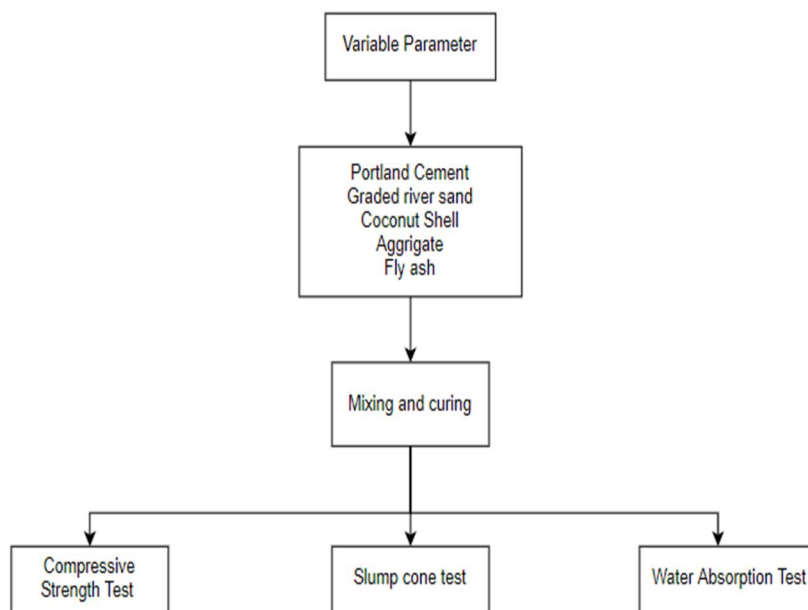 Variable Parameter
Portland Cement
Graded river sand
Coconut Shell
Aggrigate
Fly ash
Mixing and curing
Compressive
Strength Test
Slump cone test
Water Absorption Test